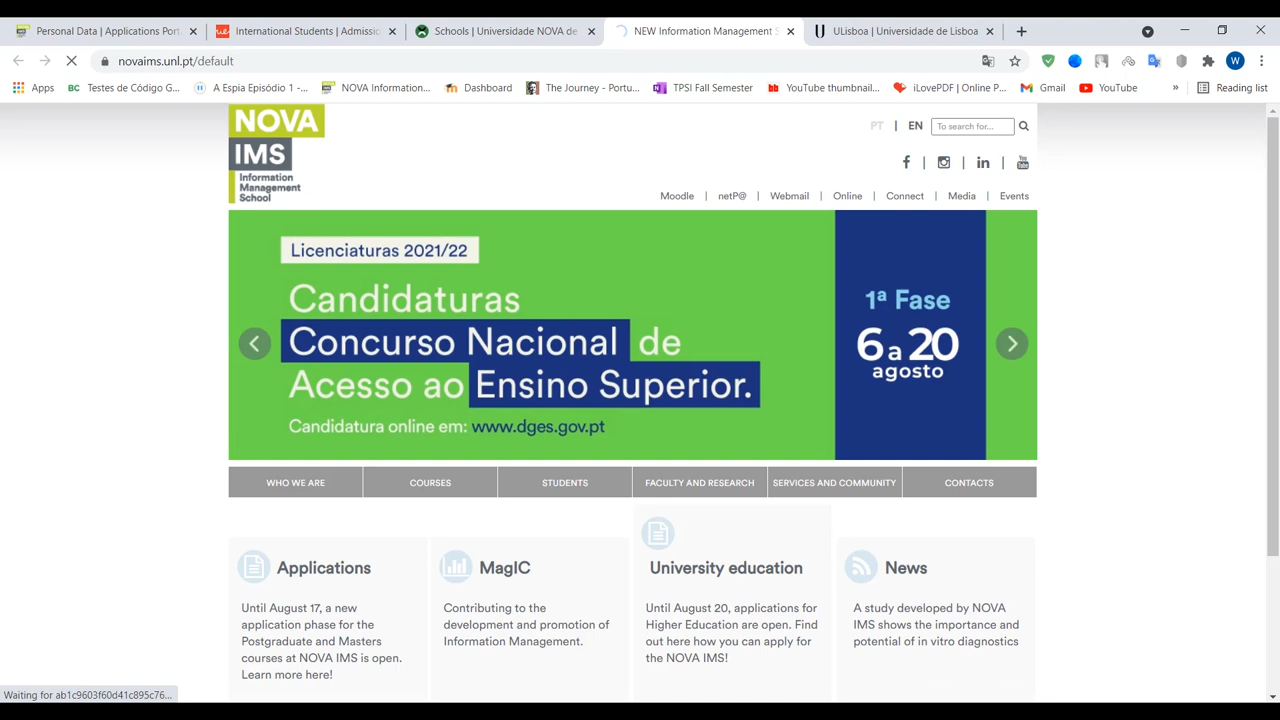 Personal Data | Applications Port
International Students | Admissio
Schools | Universidade NOVA de
NEW Information Management S
ULisboa | Universidade de Lisboa
novaims.unl.pt/default
W
Apps
BC Testes de Código G...
A Espia Episódio 1 -...
NOVA Information...
Dashboard
The Journey - Portu...
TPSI Fall Semester
YouTube thumbnail...
iLovePDF | Online P...
Gmail
YouTube
»
Reading list
NOVA
IMS
Information
Management
School
PT | EN
To search for...
Moodle | netP@ | Webmail | Online | Connect | Media | Events
Licenciaturas 2021/22
Candidaturas
Concurso Nacional de
Acesso ao Ensino Superior.
Candidatura online em: www.dges.gov.pt
1ª Fase
6 a 20
agosto
WHO WE ARE
COURSES
STUDENTS
FACULTY AND RESEARCH
SERVICES AND COMMUNITY
CONTACTS
Applications
Until August 17, a new
application phase for the
Postgraduate and Masters
courses at NOVA IMS is open.
Learn more here!
MagIC
Contributing to the
development and promotion of
Information Management.
University education
Until August 20, applications for
Higher Education are open. Find
out here how you can apply for
the NOVA IMS!
News
A study developed by NOVA
IMS shows the importance and
potential of in vitro diagnostics
Waiting for ab1c9603f60d41c895c76...